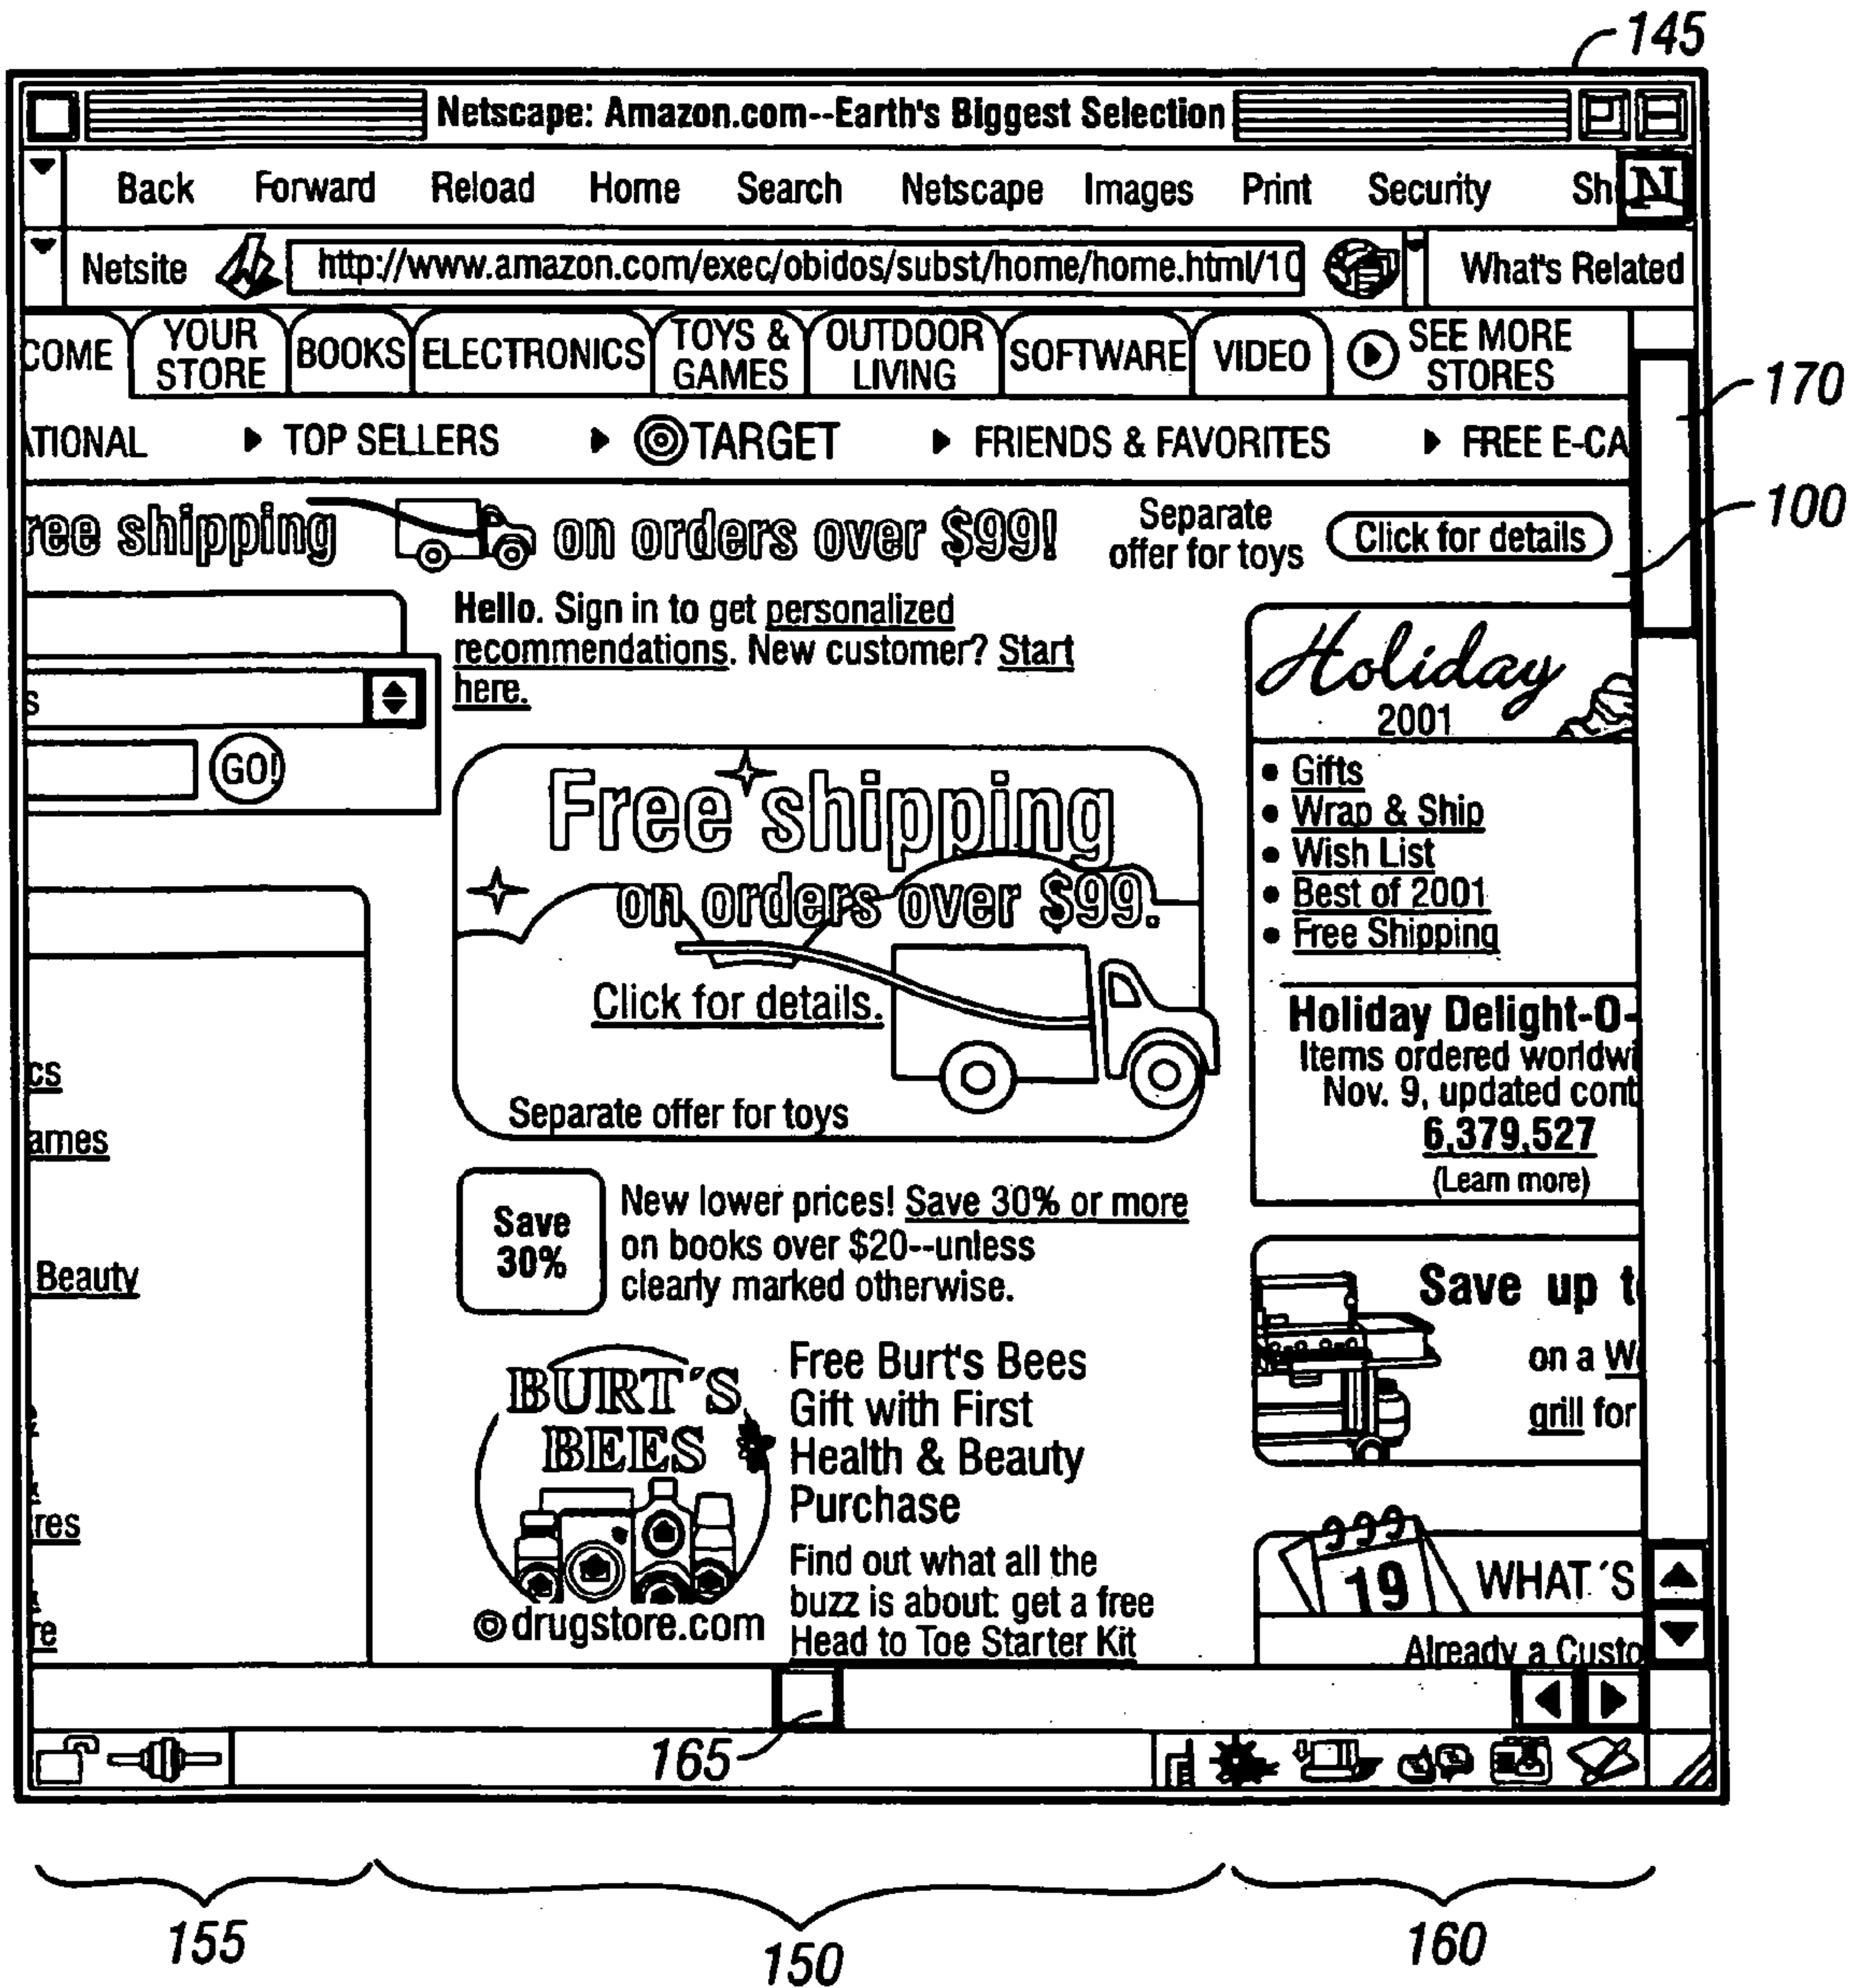 145
Netscape: Amazon.com--Earth's Biggest Selection
Back Forward Reload Home Search Netscape Images Print Security Sh N
Netsite http://www.amazon.com/exec/obidos/subst/home/home.html/10 What's Related
COME YOUR STORE BOOKS ELECTRONICS TOYS & GAMES OUTDOOR LIVING SOFTWARE VIDEO SEE MORE STORES
170
ATIONAL TOP SELLERS TARGET FRIENDS & FAVORITES FREE E-CA
100
ree shipping on orders over $99! Separate offer for toys Click for details
Hello. Sign in to get personalized
recommendations. New customer? Start
here.
s
GO!
Free shipping
on orders over $99.
Click for details.
Separate offer for toys
Holiday
2001
• Gifts
• Wrap & Ship
• Wish List
• Best of 2001
• Free Shipping
Holiday Delight-O-
Items ordered worldwi
Nov. 9, updated cont
6,379,527
(Learn more)
cs
ames
Beauty
res
re
Save
30%
New lower prices! Save 30% or more
on books over $20--unless
clearly marked otherwise.
Save up to
on a We
grill for
BURT'S
BEES
drugstore.com
Free Burt's Bees
Gift with First
Health & Beauty
Purchase
Find out what all the
buzz is about: get a free
Head to Toe Starter Kit
19
WHAT'S
Already a Custo
165
155
150
160